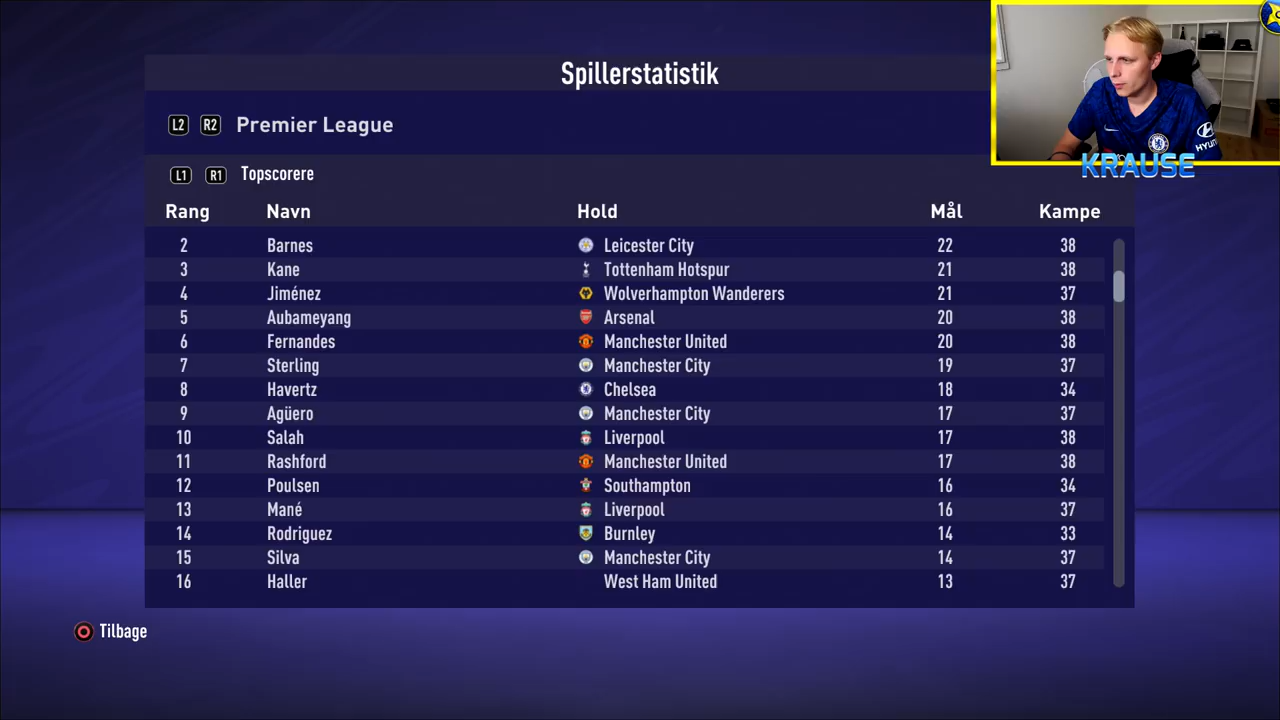 Spillerstatistik
L2 R2 Premier League
L1 R1 Topscorere
Rang Navn Hold Mål Kampe
2 Barnes Leicester City 22 38
3 Kane Tottenham Hotspur 21 38
4 Jiménez Wolverhampton Wanderers 21 37
5 Aubameyang Arsenal 20 38
6 Fernandes Manchester United 20 38
7 Sterling Manchester City 19 37
8 Havertz Chelsea 18 34
9 Agüero Manchester City 17 37
10 Salah Liverpool 17 38
11 Rashford Manchester United 17 38
12 Poulsen Southampton 16 34
13 Mané Liverpool 16 37
14 Rodriguez Burnley 14 33
15 Silva Manchester City 14 37
16 Haller West Ham United 13 37
Tilbage
KRAUSE